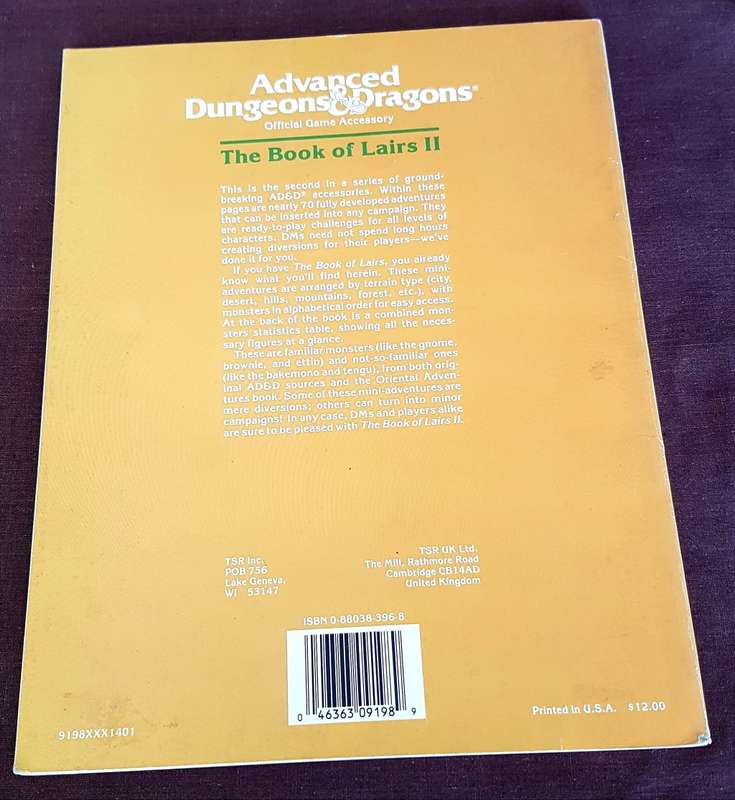 Advanced
Dungeons & Dragons®
Official Game Accessory
The Book of Lairs II
This is the second in a series of ground-
breaking AD&D® accessories. Within these
pages are nearly 70 fully developed adventures
that can be inserted into any campaign. They
are ready-to-play challenges for all levels of
characters. DMs need not spend long hours
creating diversions for their players—we've
done it for you.
If you have The Book of Lairs, you already
know what you'll find herein. These mini-
adventures are arranged by terrain type (city,
desert, hills, mountains, forest, etc.), with
monsters in alphabetical order for easy access.
At the back of the book is a combined mon-
sters statistics table, showing all the neces-
sary figures at a glance.
These are familiar monsters (like the gnome,
brownie, and ettin) and not-so-familiar ones
(like the bakemono and tengu), from both orig-
inal AD&D sources and the Oriental Adven-
tures book. Some of these mini-adventures are
mere diversions; others can turn into minor
campaigns! In any case, DMs and players alike
are sure to be pleased with The Book of Lairs II.
TSR Inc.
POB 756
Lake Geneva,
WI 53147
TSR UK Ltd.
The Mill, Rathmore Road
Cambridge CB14AD
United Kingdom
ISBN 0-88038-396-8
0 46363 09198 9
Printed in U.S.A. $12.00
9198XXX1401